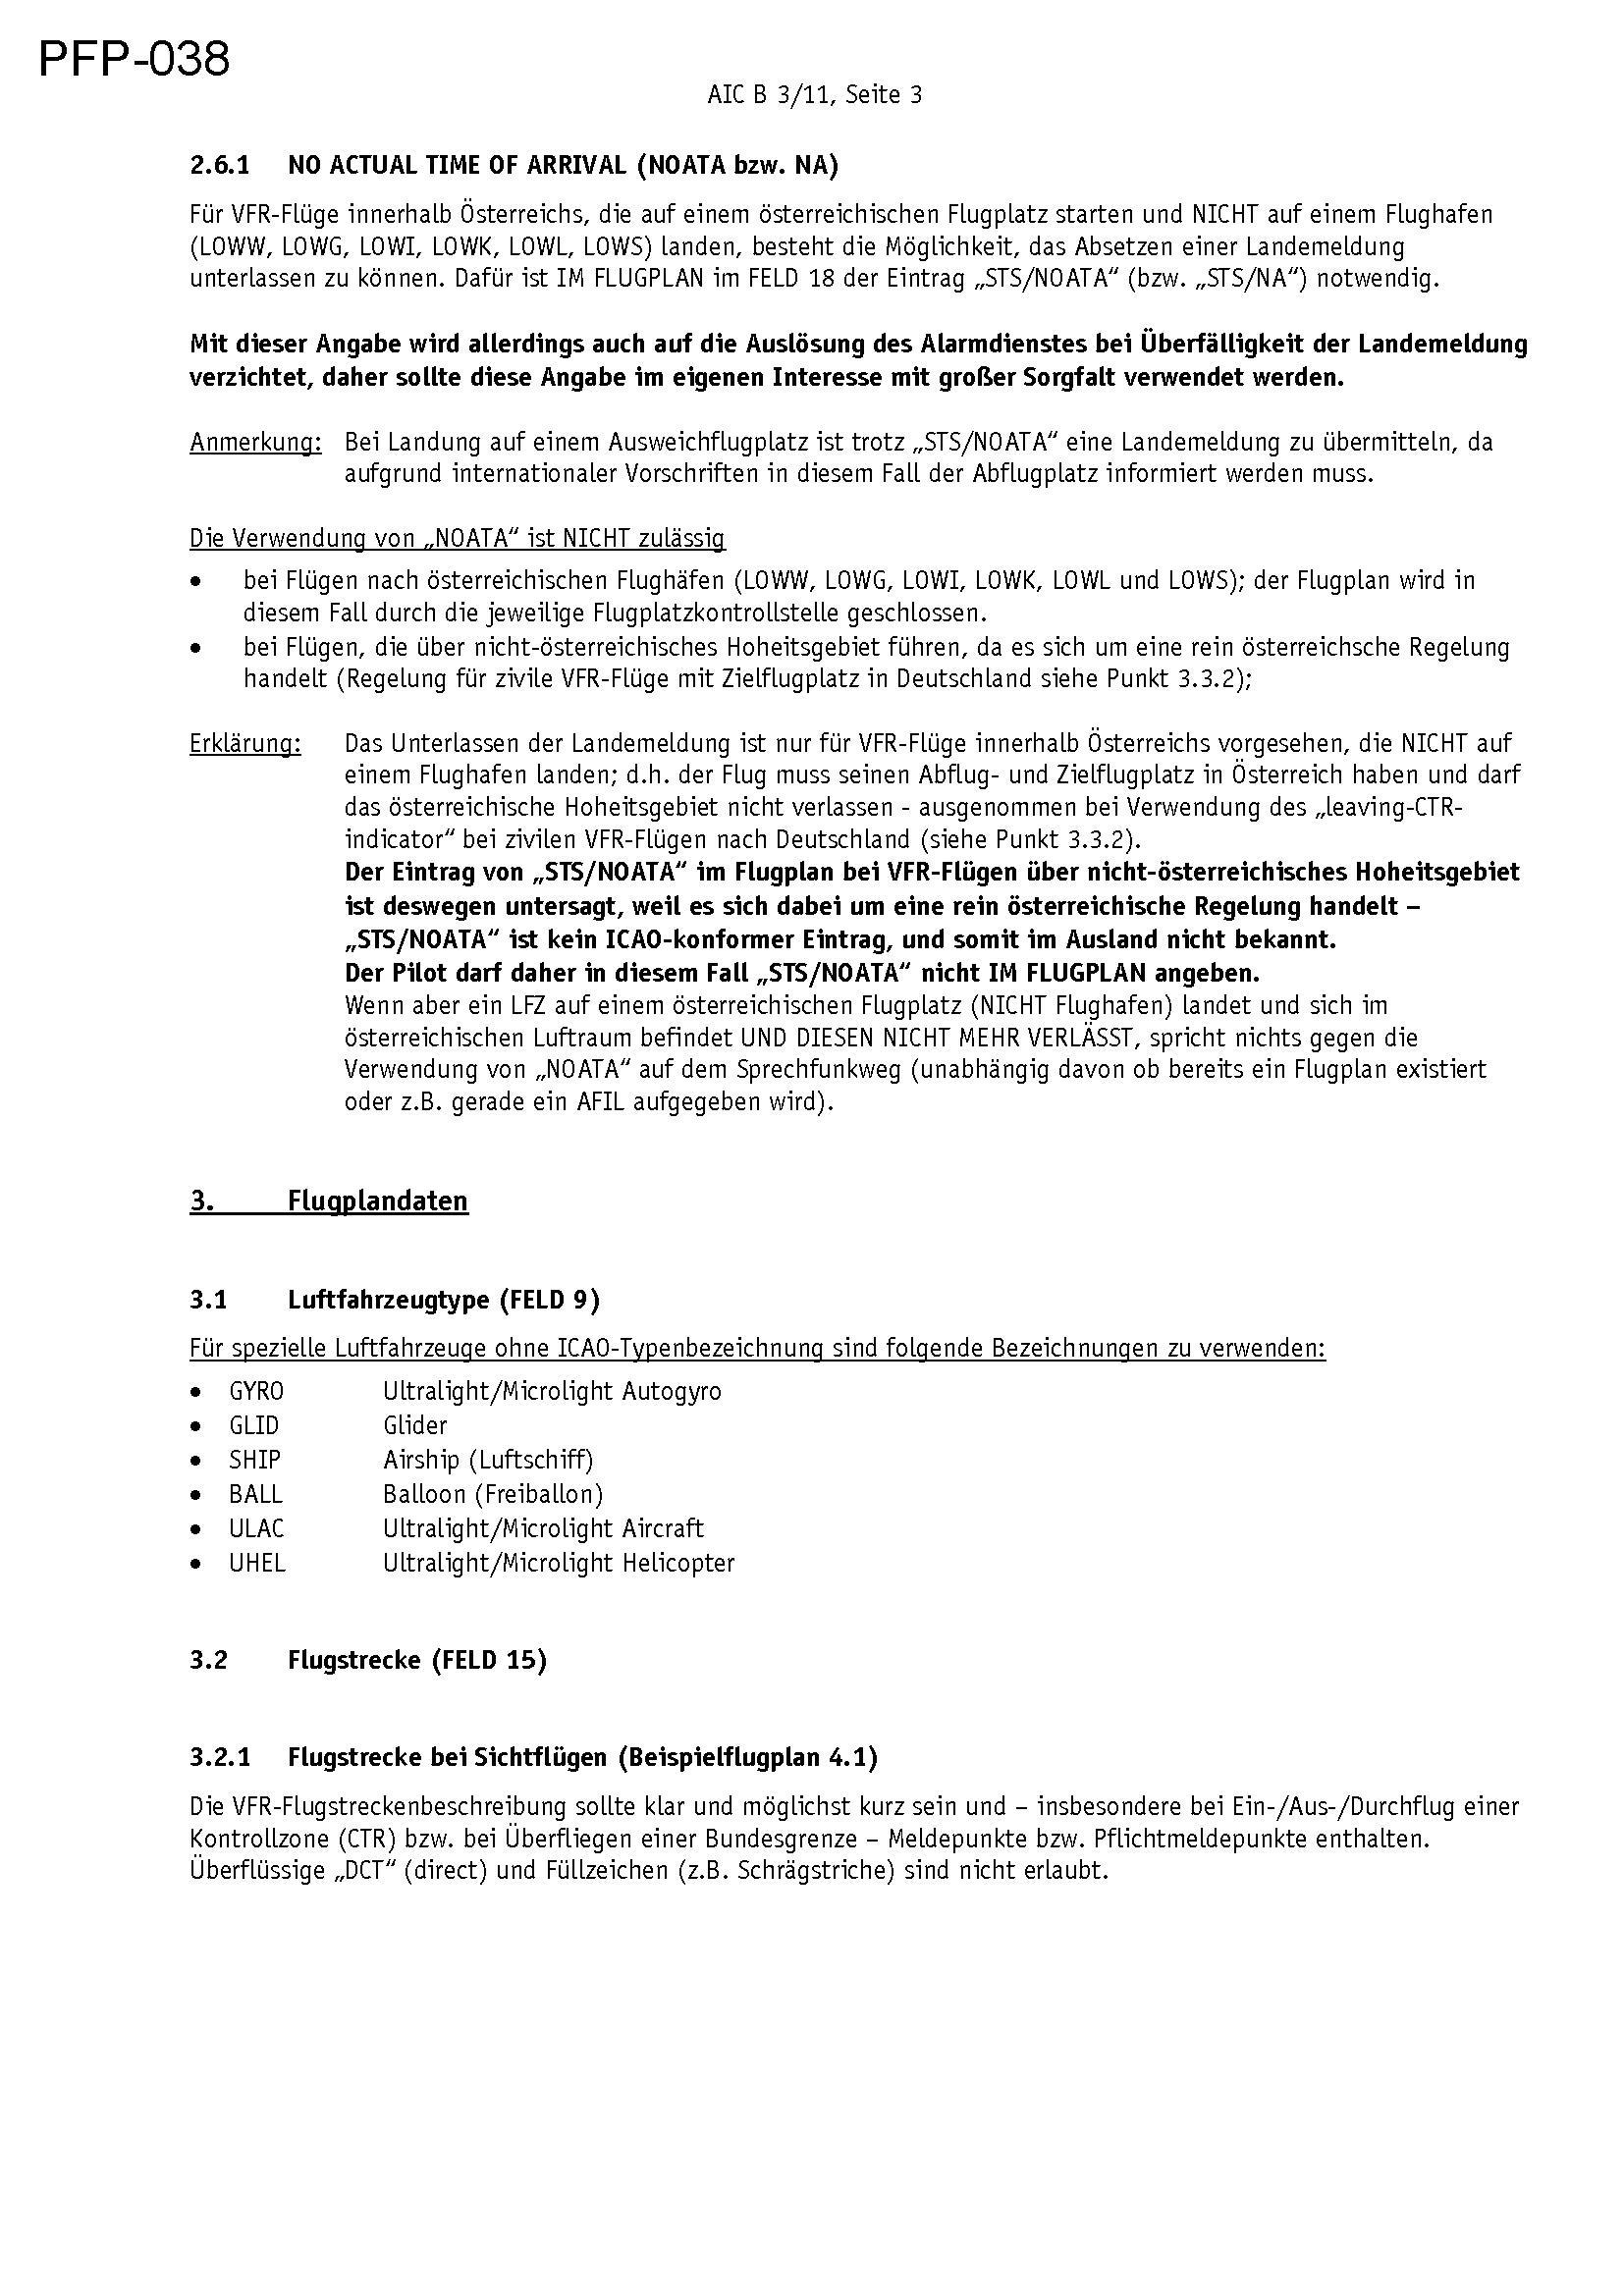 PFP-038
AIC B 3/11, Seite 3
2.6.1 NO ACTUAL TIME OF ARRIVAL (NOATA bzw. NA)
Für VFR-Flüge innerhalb Österreichs, die auf einem österreichischen Flugplatz starten und NICHT auf einem Flughafen
(LOWW, LOWG, LOWI, LOWK, LOWL, LOWS) landen, besteht die Möglichkeit, das Absetzen einer Landemeldung
unterlassen zu können. Dafür ist IM FLUGPLAN im FELD 18 der Eintrag „STS/NOATA“ (bzw. „STS/NA“) notwendig.
Mit dieser Angabe wird allerdings auch auf die Auslösung des Alarmdienstes bei Überfälligkeit der Landemeldung
verzichtet, daher sollte diese Angabe im eigenen Interesse mit großer Sorgfalt verwendet werden.
Anmerkung: Bei Landung auf einem Ausweichflugplatz ist trotz „STS/NOATA“ eine Landemeldung zu übermitteln, da
aufgrund internationaler Vorschriften in diesem Fall der Abflugplatz informiert werden muss.
Die Verwendung von „NOATA“ ist NICHT zulässig
• bei Flügen nach österreichischen Flughäfen (LOWW, LOWG, LOWI, LOWK, LOWL und LOWS); der Flugplan wird in
diesem Fall durch die jeweilige Flugplatzkontrollstelle geschlossen.
• bei Flügen, die über nicht-österreichisches Hoheitsgebiet führen, da es sich um eine rein österreichsche Regelung
handelt (Regelung für zivile VFR-Flüge mit Zielflugplatz in Deutschland siehe Punkt 3.3.2);
Erklärung: Das Unterlassen der Landemeldung ist nur für VFR-Flüge innerhalb Österreichs vorgesehen, die NICHT auf
einem Flughafen landen; d.h. der Flug muss seinen Abflug- und Zielflugplatz in Österreich haben und darf
das österreichische Hoheitsgebiet nicht verlassen - ausgenommen bei Verwendung des „leaving-CTR-
indicator“ bei zivilen VFR-Flügen nach Deutschland (siehe Punkt 3.3.2).
Der Eintrag von „STS/NOATA“ im Flugplan bei VFR-Flügen über nicht-österreichisches Hoheitsgebiet
ist deswegen untersagt, weil es sich dabei um eine rein österreichische Regelung handelt –
„STS/NOATA“ ist kein ICAO-konformer Eintrag, und somit im Ausland nicht bekannt.
Der Pilot darf daher in diesem Fall „STS/NOATA“ nicht IM FLUGPLAN angeben.
Wenn aber ein LFZ auf einem österreichischen Flugplatz (NICHT Flughafen) landet und sich im
österreichischen Luftraum befindet UND DIESEN NICHT MEHR VERLÄSST, spricht nichts gegen die
Verwendung von „NOATA“ auf dem Sprechfunkweg (unabhängig davon ob bereits ein Flugplan existiert
oder z.B. gerade ein AFIL aufgegeben wird).
3. Flugplandaten
3.1 Luftfahrzeugtype (FELD 9)
Für spezielle Luftfahrzeuge ohne ICAO-Typenbezeichnung sind folgende Bezeichnungen zu verwenden:
• GYRO Ultralight/Microlight Autogyro
• GLID Glider
• SHIP Airship (Luftschiff)
• BALL Balloon (Freiballon)
• ULAC Ultralight/Microlight Aircraft
• UHEL Ultralight/Microlight Helicopter
3.2 Flugstrecke (FELD 15)
3.2.1 Flugstrecke bei Sichtflügen (Beispielflugplan 4.1)
Die VFR-Flugstreckenbeschreibung sollte klar und möglichst kurz sein und – insbesondere bei Ein-/Aus-/Durchflug einer
Kontrollzone (CTR) bzw. bei Überfliegen einer Bundesgrenze – Meldepunkte bzw. Pflichtmeldepunkte enthalten.
Überflüssige „DCT“ (direct) und Füllzeichen (z.B. Schrägstriche) sind nicht erlaubt.